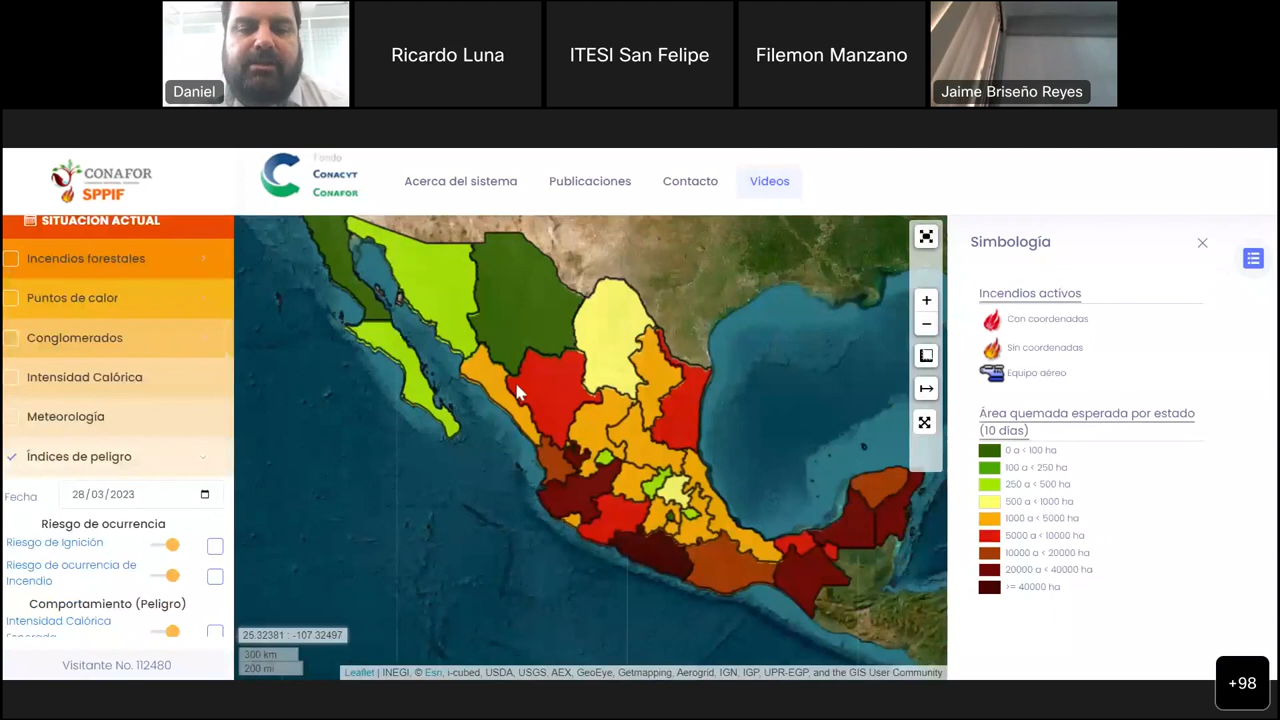 Daniel
Ricardo Luna
ITESI San Felipe
Filemon Manzano
Jaime Briseño Reyes
CONAFOR
SPPIF
Fondo
CONACYT
CONAFOR
Acerca del sistema
Publicaciones
Contacto
Videos
SITUACIÓN ACTUAL
Incendios forestales
Puntos de calor
Conglomerados
Intensidad Calórica
Meteorología
Índices de peligro
Fecha
28/03/2023
Riesgo de ocurrencia
Riesgo de Ignición
Riesgo de ocurrencia de
Incendio
Comportamiento (Peligro)
Intensidad Calórica
Esperada
Visitante No. 112480
25.32381 : -107.32497
300 km
200 mi
Leaflet | INEGI, © Esri, i-cubed, USDA, USGS, AEX, GeoEye, Getmapping, Aerogrid, IGN, IGP, UPR-EGP, and the GIS User Community
Simbología
Incendios activos
Con coordenadas
Sin coordenadas
Equipo aéreo
Área quemada esperada por estado
(10 días)
0 a < 100 ha
100 a < 250 ha
250 a < 500 ha
500 a < 1000 ha
1000 a < 5000 ha
5000 a < 10000 ha
10000 a < 20000 ha
20000 a < 40000 ha
>= 40000 ha
+98